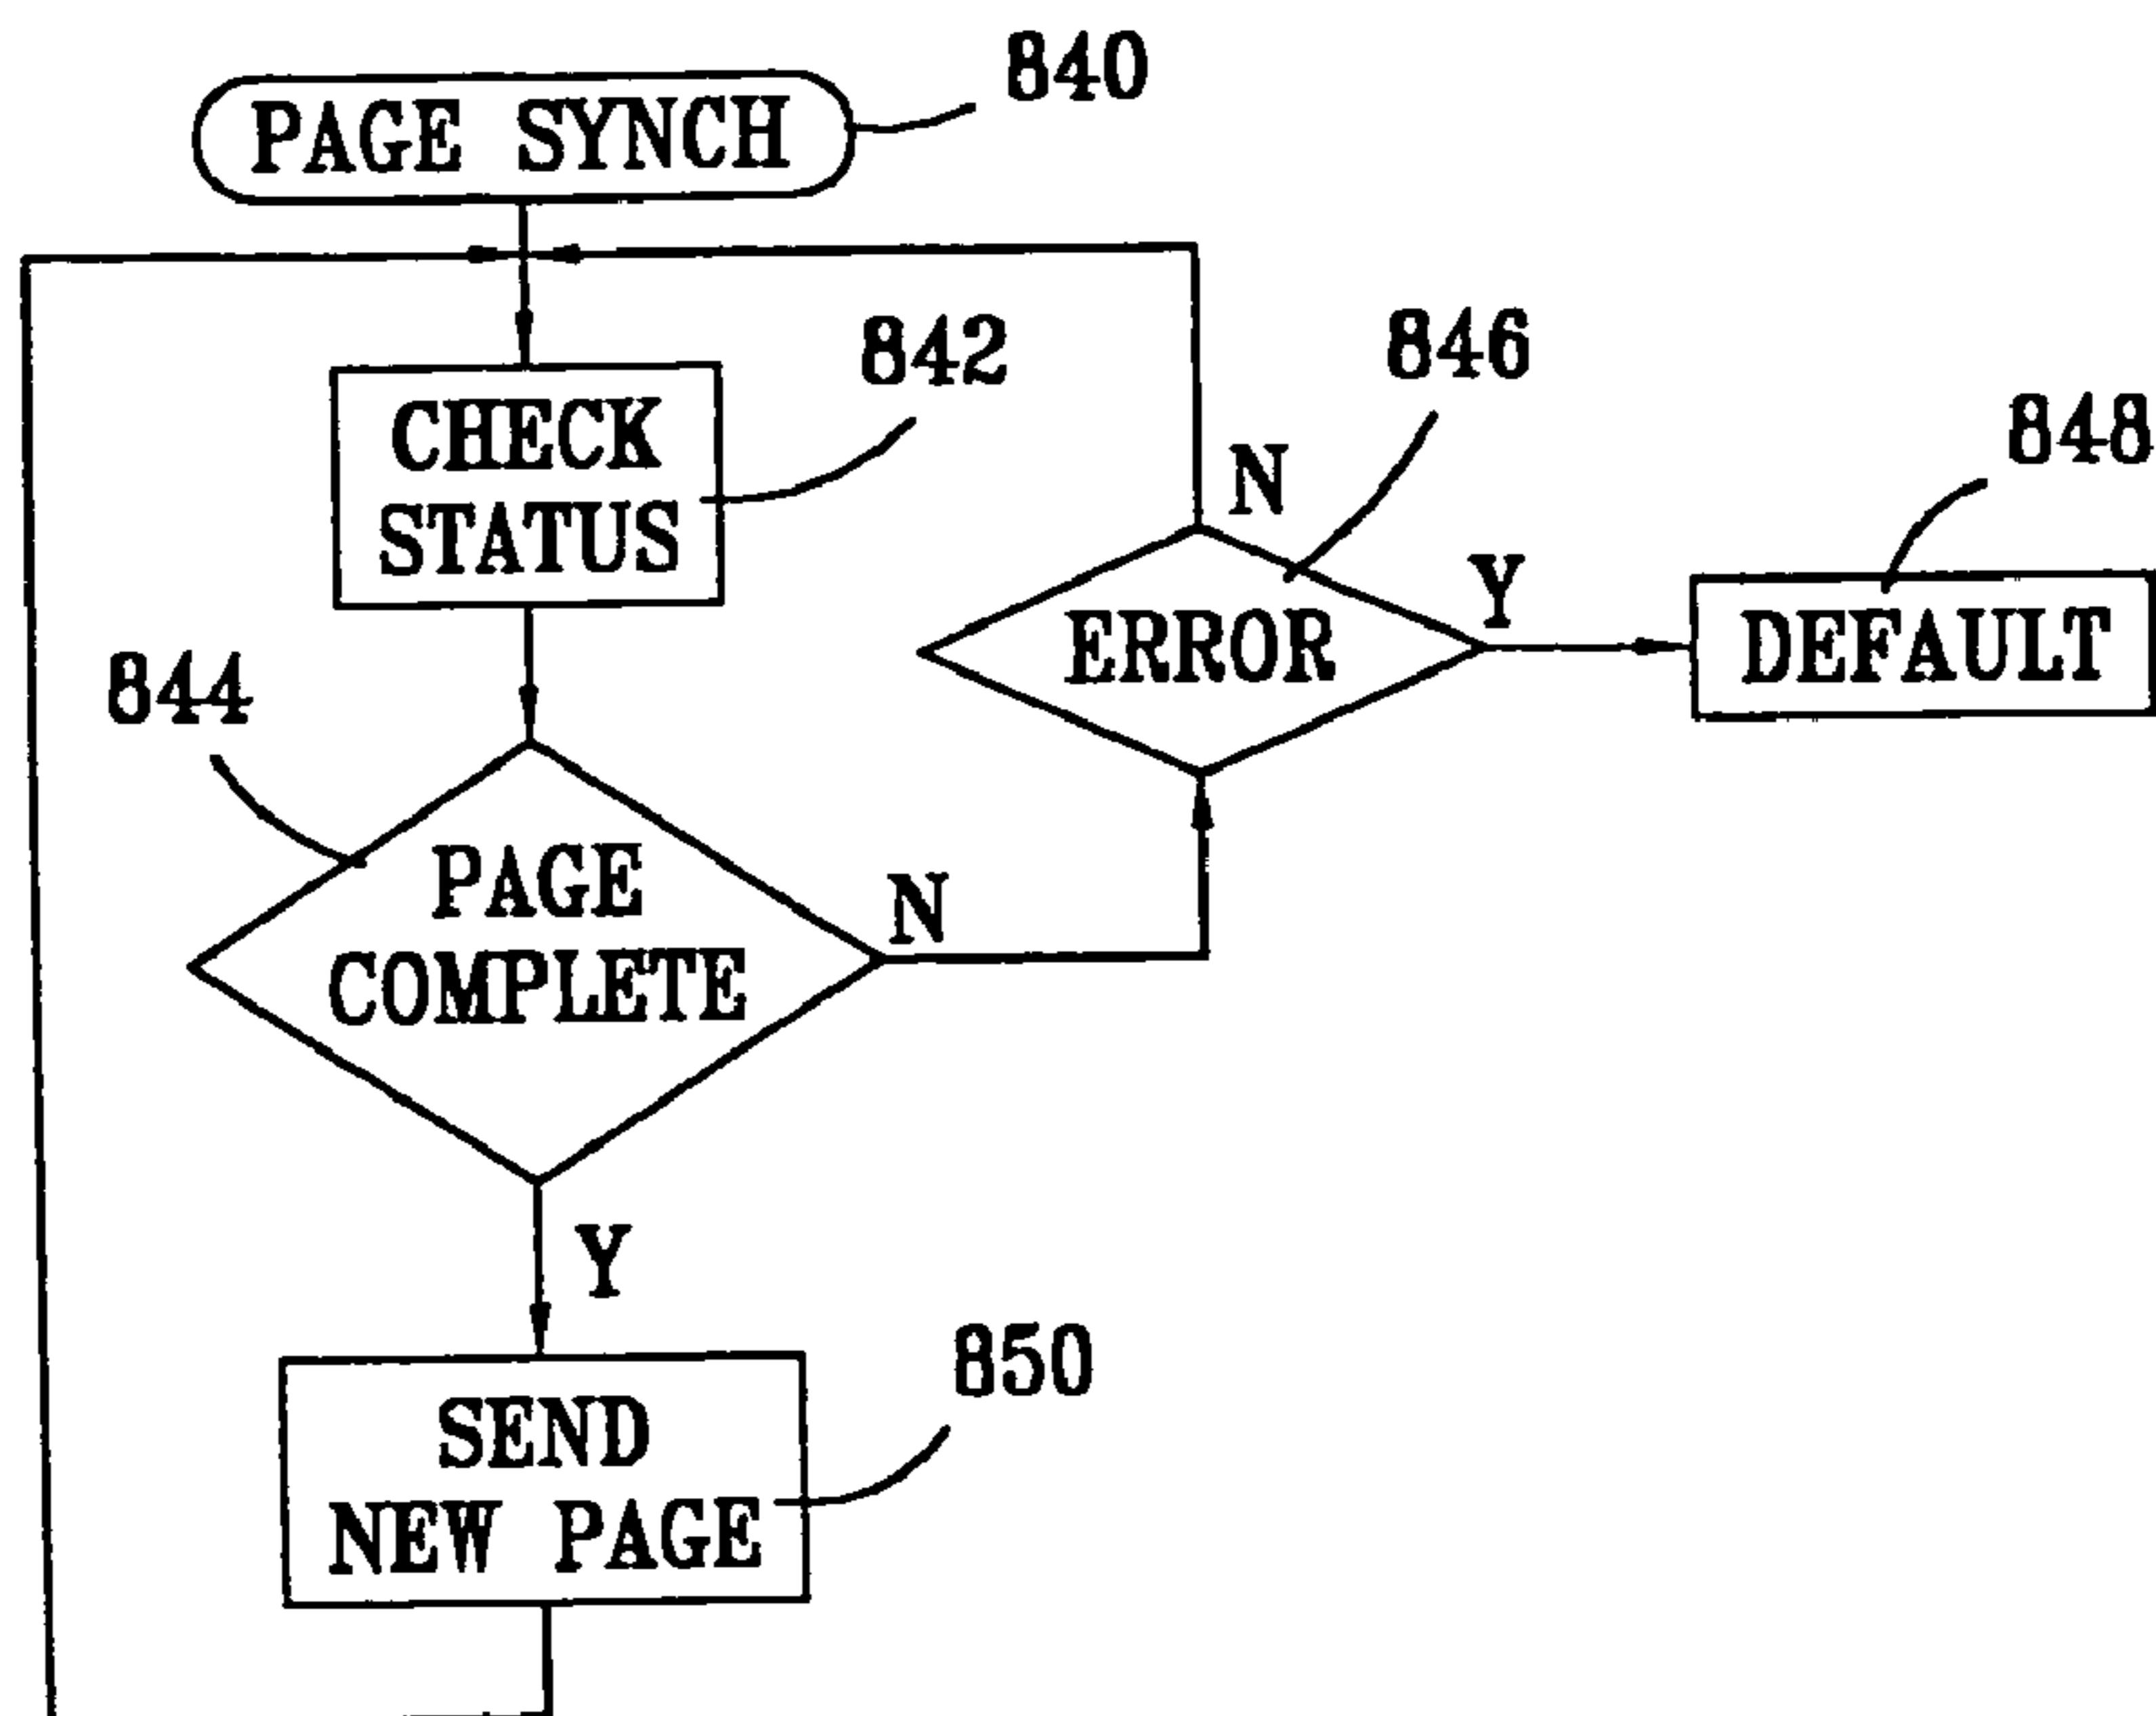 840
PAGE SYNCH
842
CHECK
STATUS
846
N
848
ERROR
Y
DEFAULT
844
PAGE
COMPLETE
N
Y
850
SEND
NEW PAGE